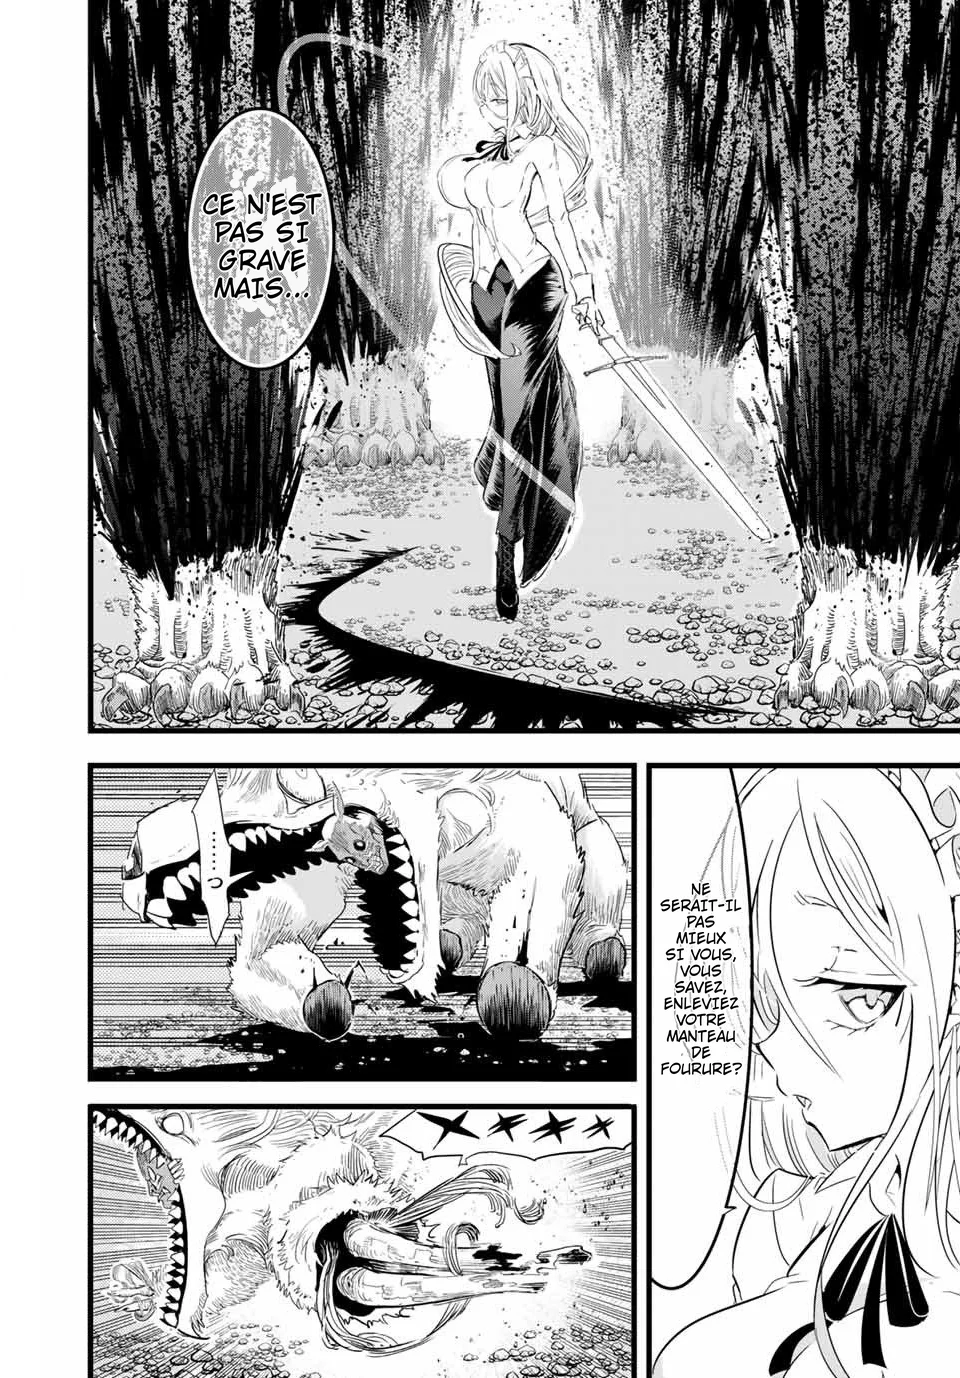 CE N'EST
PAS SI
GRAVE
MAIS...
NE
SERAIT-IL
PAS
MIEUX
SI VOUS,
VOUS
SAVEZ,
ENLEVIEZ
VOTRE
MANTEAU
DE
FOURURE?
....?